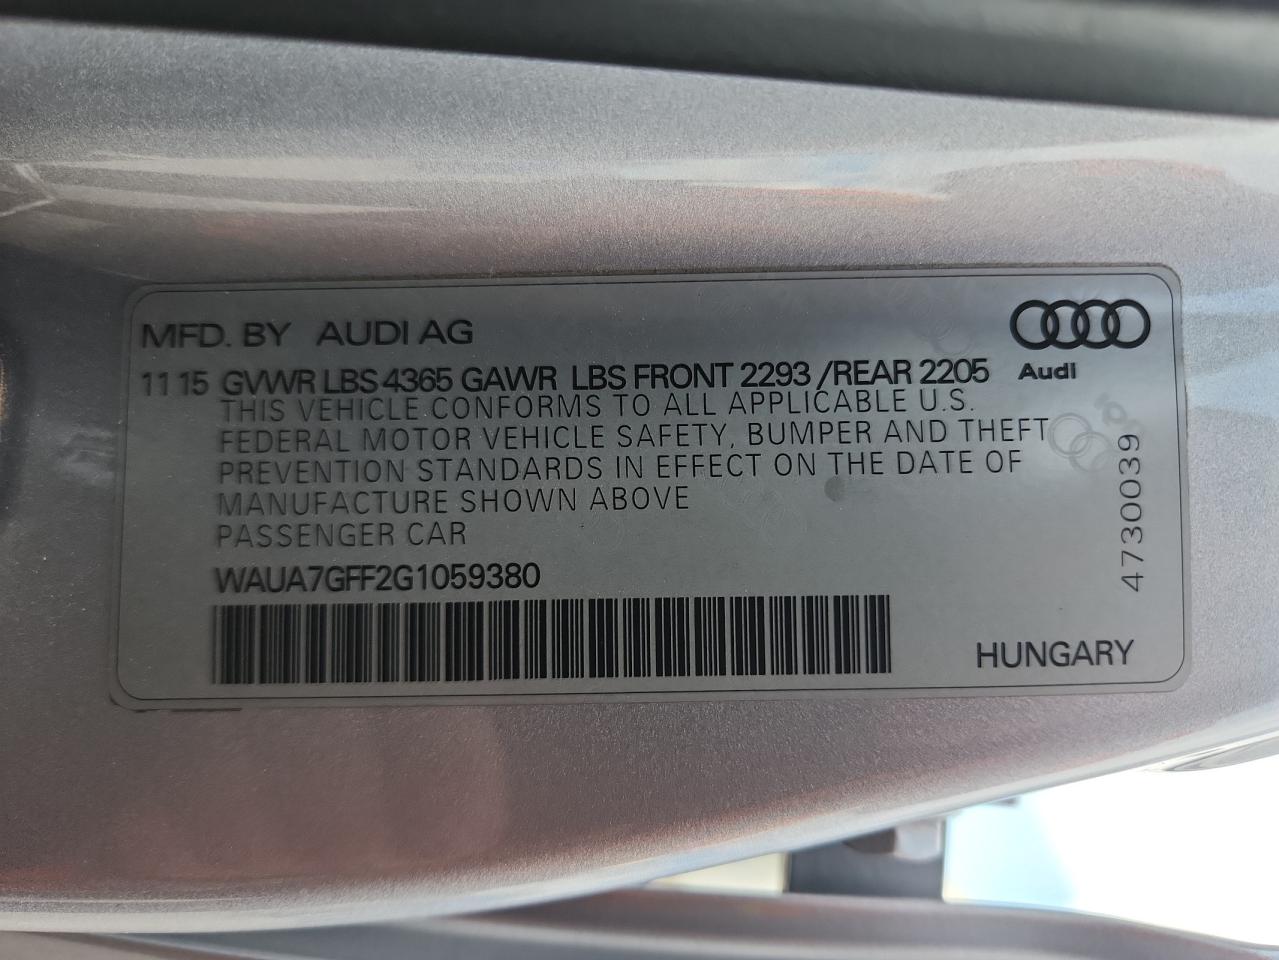 MFD. BY AUDI AG
11 15 GVWR LBS 4365 GAWR LBS FRONT 2293 /REAR 2205
Audi
THIS VEHICLE CONFORMS TO ALL APPLICABLE U.S.
FEDERAL MOTOR VEHICLE SAFETY, BUMPER AND THEFT
PREVENTION STANDARDS IN EFFECT ON THE DATE OF
MANUFACTURE SHOWN ABOVE
PASSENGER CAR
WAUA7GFF2G1059380
47300039
HUNGARY